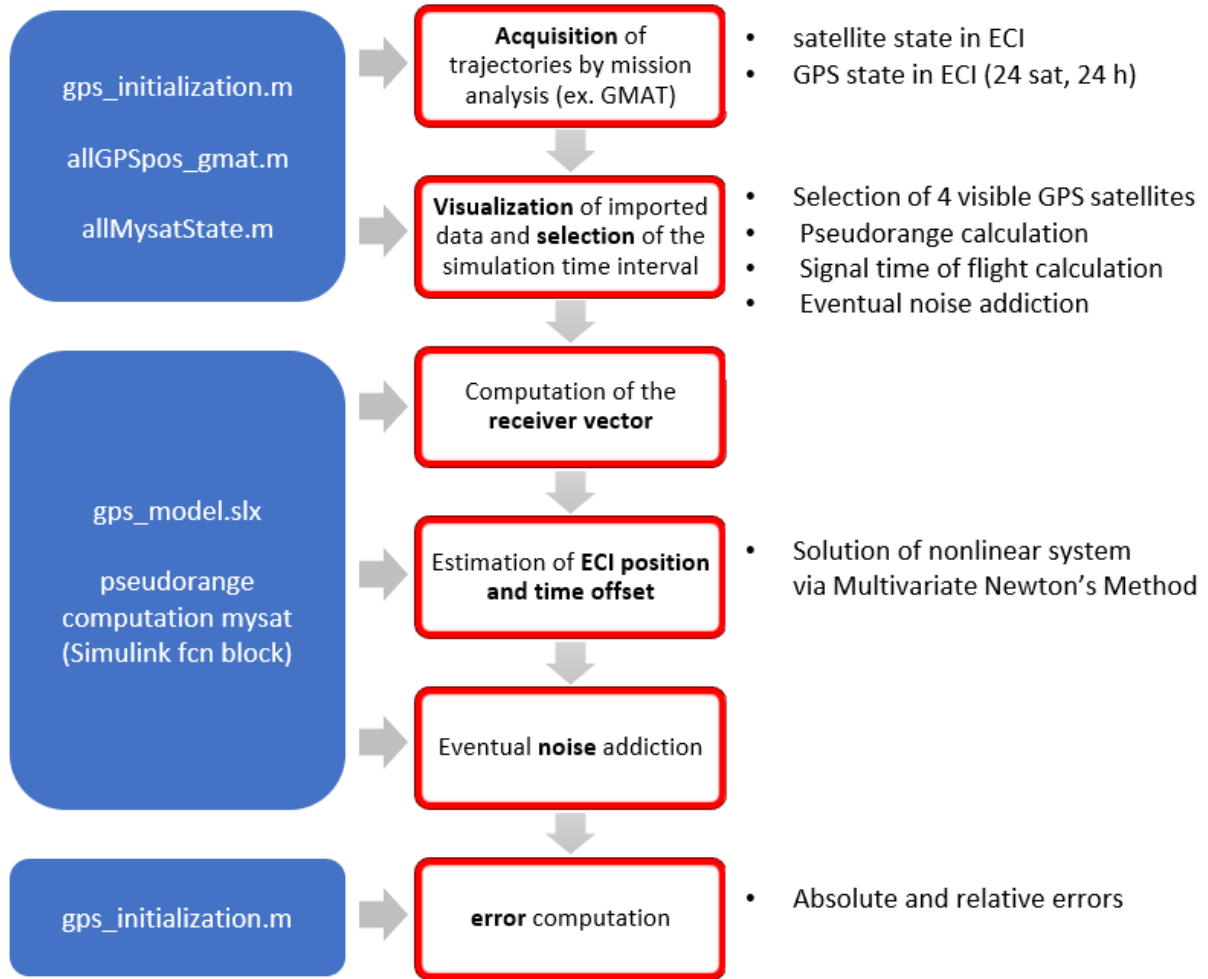 gps_initialization.m
allGPSpos_gmat.m
allMysatState.m
Acquisition of
trajectories by mission
analysis (ex. GMAT)
• satellite state in ECI
• GPS state in ECI (24 sat, 24 h)
Visualization of imported
data and selection of the
simulation time interval
• Selection of 4 visible GPS satellites
• Pseudorange calculation
• Signal time of flight calculation
• Eventual noise addiction
gps_model.slx
pseudorange
computation mysat
(Simulink fcn block)
Computation of the
receiver vector
Estimation of ECI position
and time offset
• Solution of nonlinear system
via Multivariate Newton's Method
Eventual noise addiction
gps_initialization.m
error computation
• Absolute and relative errors